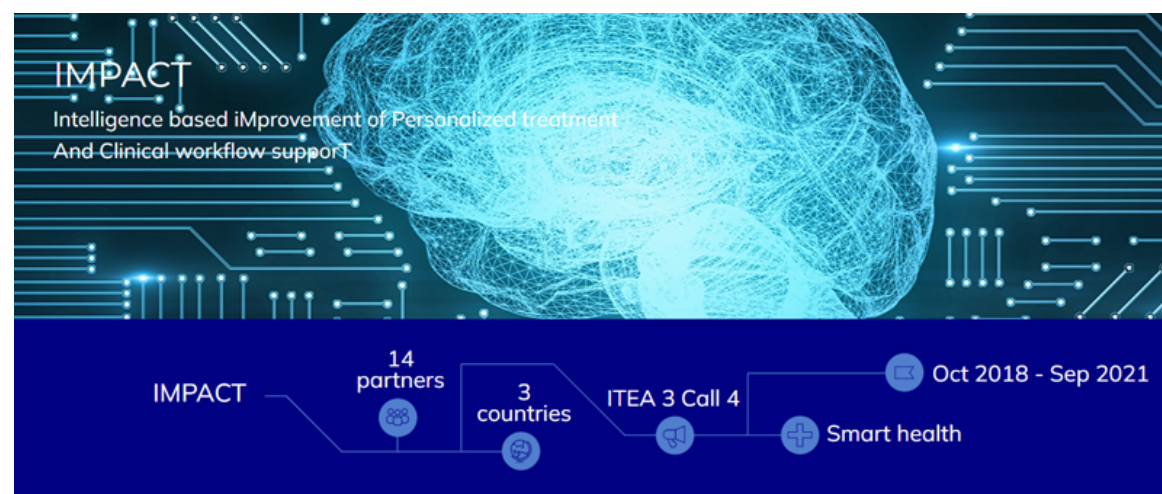 IMPACT
Intelligence based iMprovement of Personalized treatment
And Clinical workflow supporT
IMPACT
14
partners
3
countries
ITEA 3 Call 4
Oct 2018 - Sep 2021
Smart health